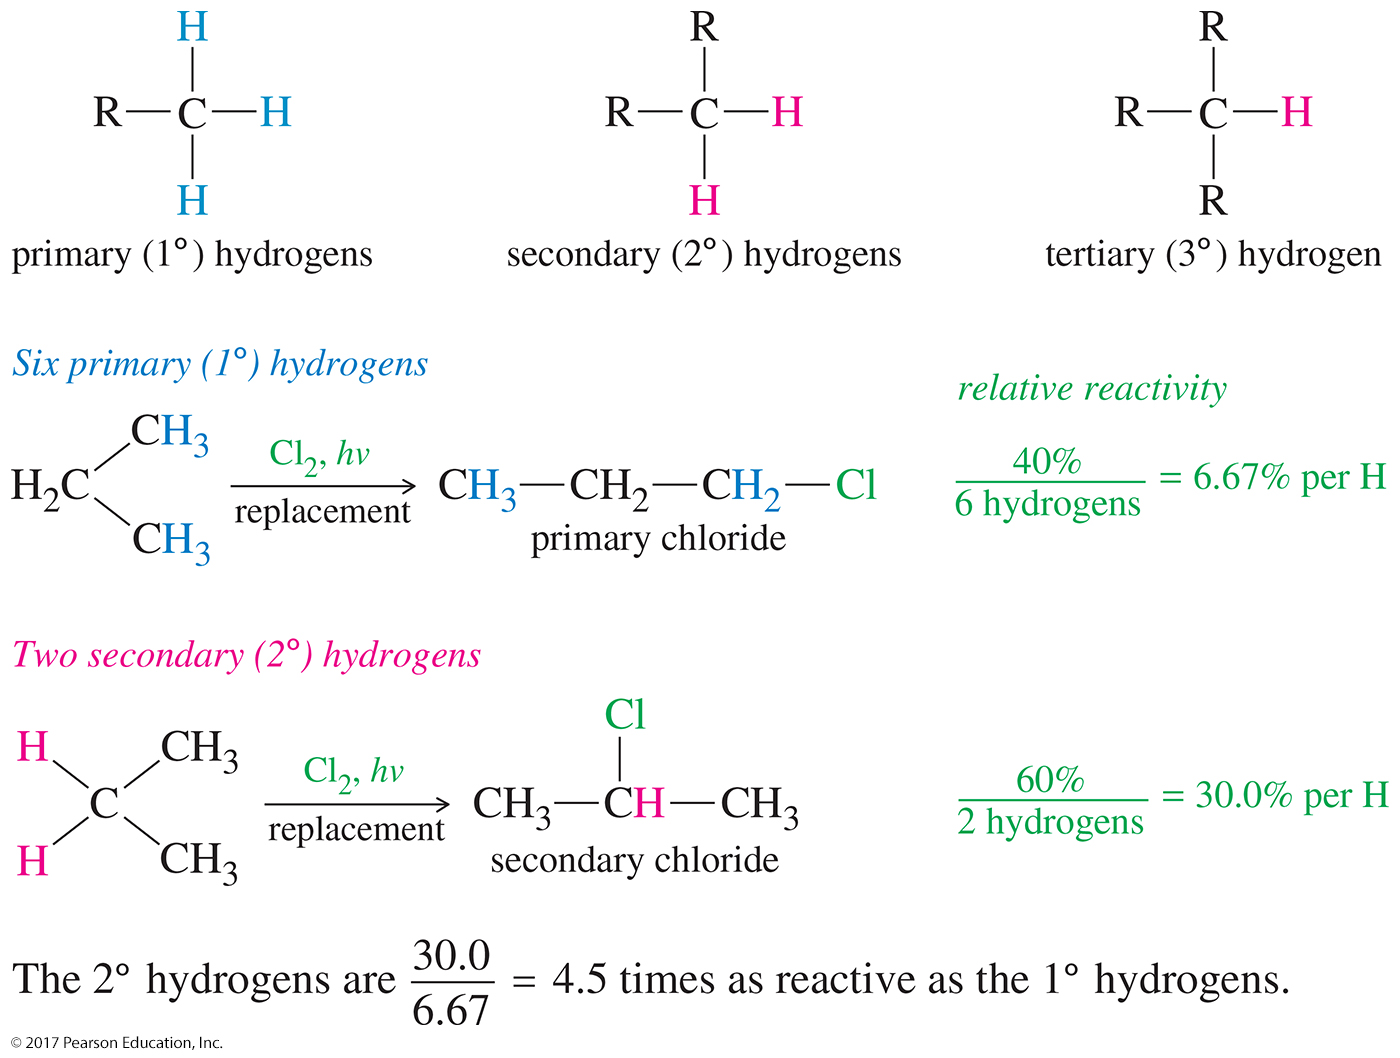 H R R
R—C—H R—C—H R—C—H
H H R
primary (1°) hydrogens secondary (2°) hydrogens tertiary (3°) hydrogen
Six primary (1°) hydrogens
relative reactivity
CH₃
H₂C
CH₃
Cl₂, hν
replacement
CH₃—CH₂—CH₂—Cl
primary chloride
40%
6 hydrogens
= 6.67% per H
Two secondary (2°) hydrogens
H CH₃
C
H CH₃
Cl₂, hν
replacement
Cl
CH₃—CH—CH₃
secondary chloride
60%
2 hydrogens
= 30.0% per H
The 2° hydrogens are 30.0/6.67 = 4.5 times as reactive as the 1° hydrogens.
© 2017 Pearson Education, Inc.